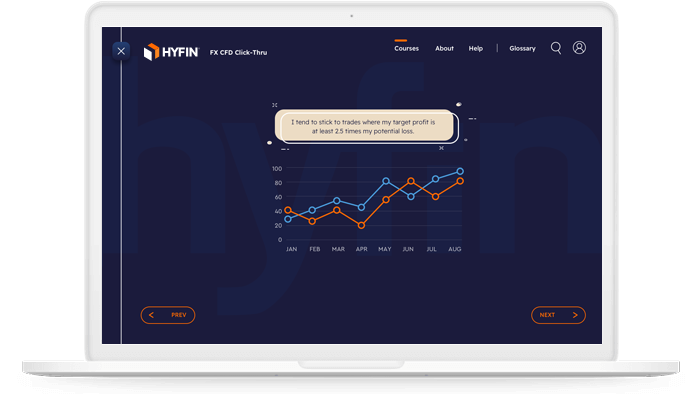 HYFIN
FX CFD Click-Thru
Courses
About
Help
Glossary
I tend to stick to trades where my target profit is
at least 2.5 times my potential loss.
100
80
60
40
20
0
JAN FEB MAR APR MAY JUN JUL AUG
PREV
NEXT
hyfin